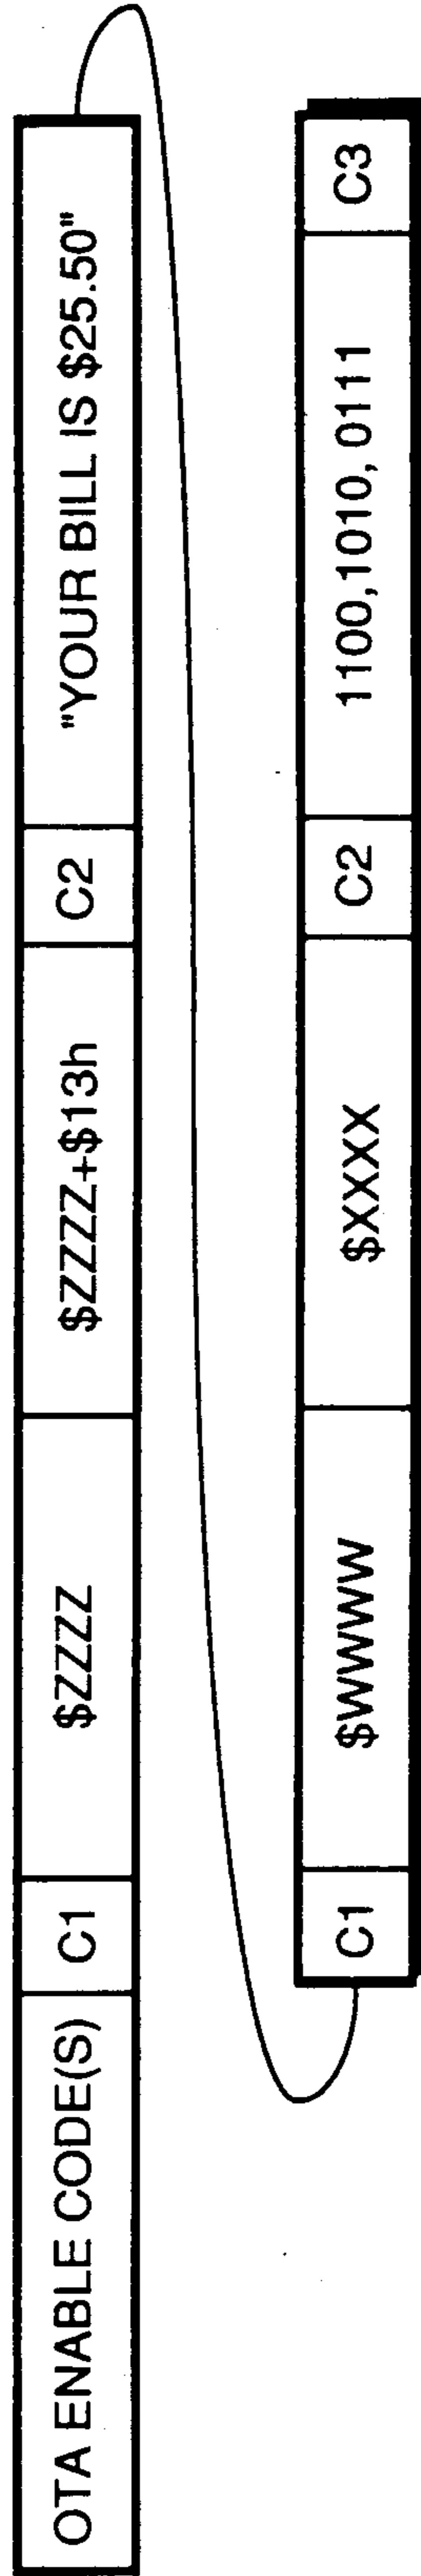 OTA ENABLE CODE(S) C1 $ZZZZ $ZZZZ+$13h C2 "YOUR BILL IS $25.50"
C1 $WWWW $XXXX C2 1100,1010, 0111 C3